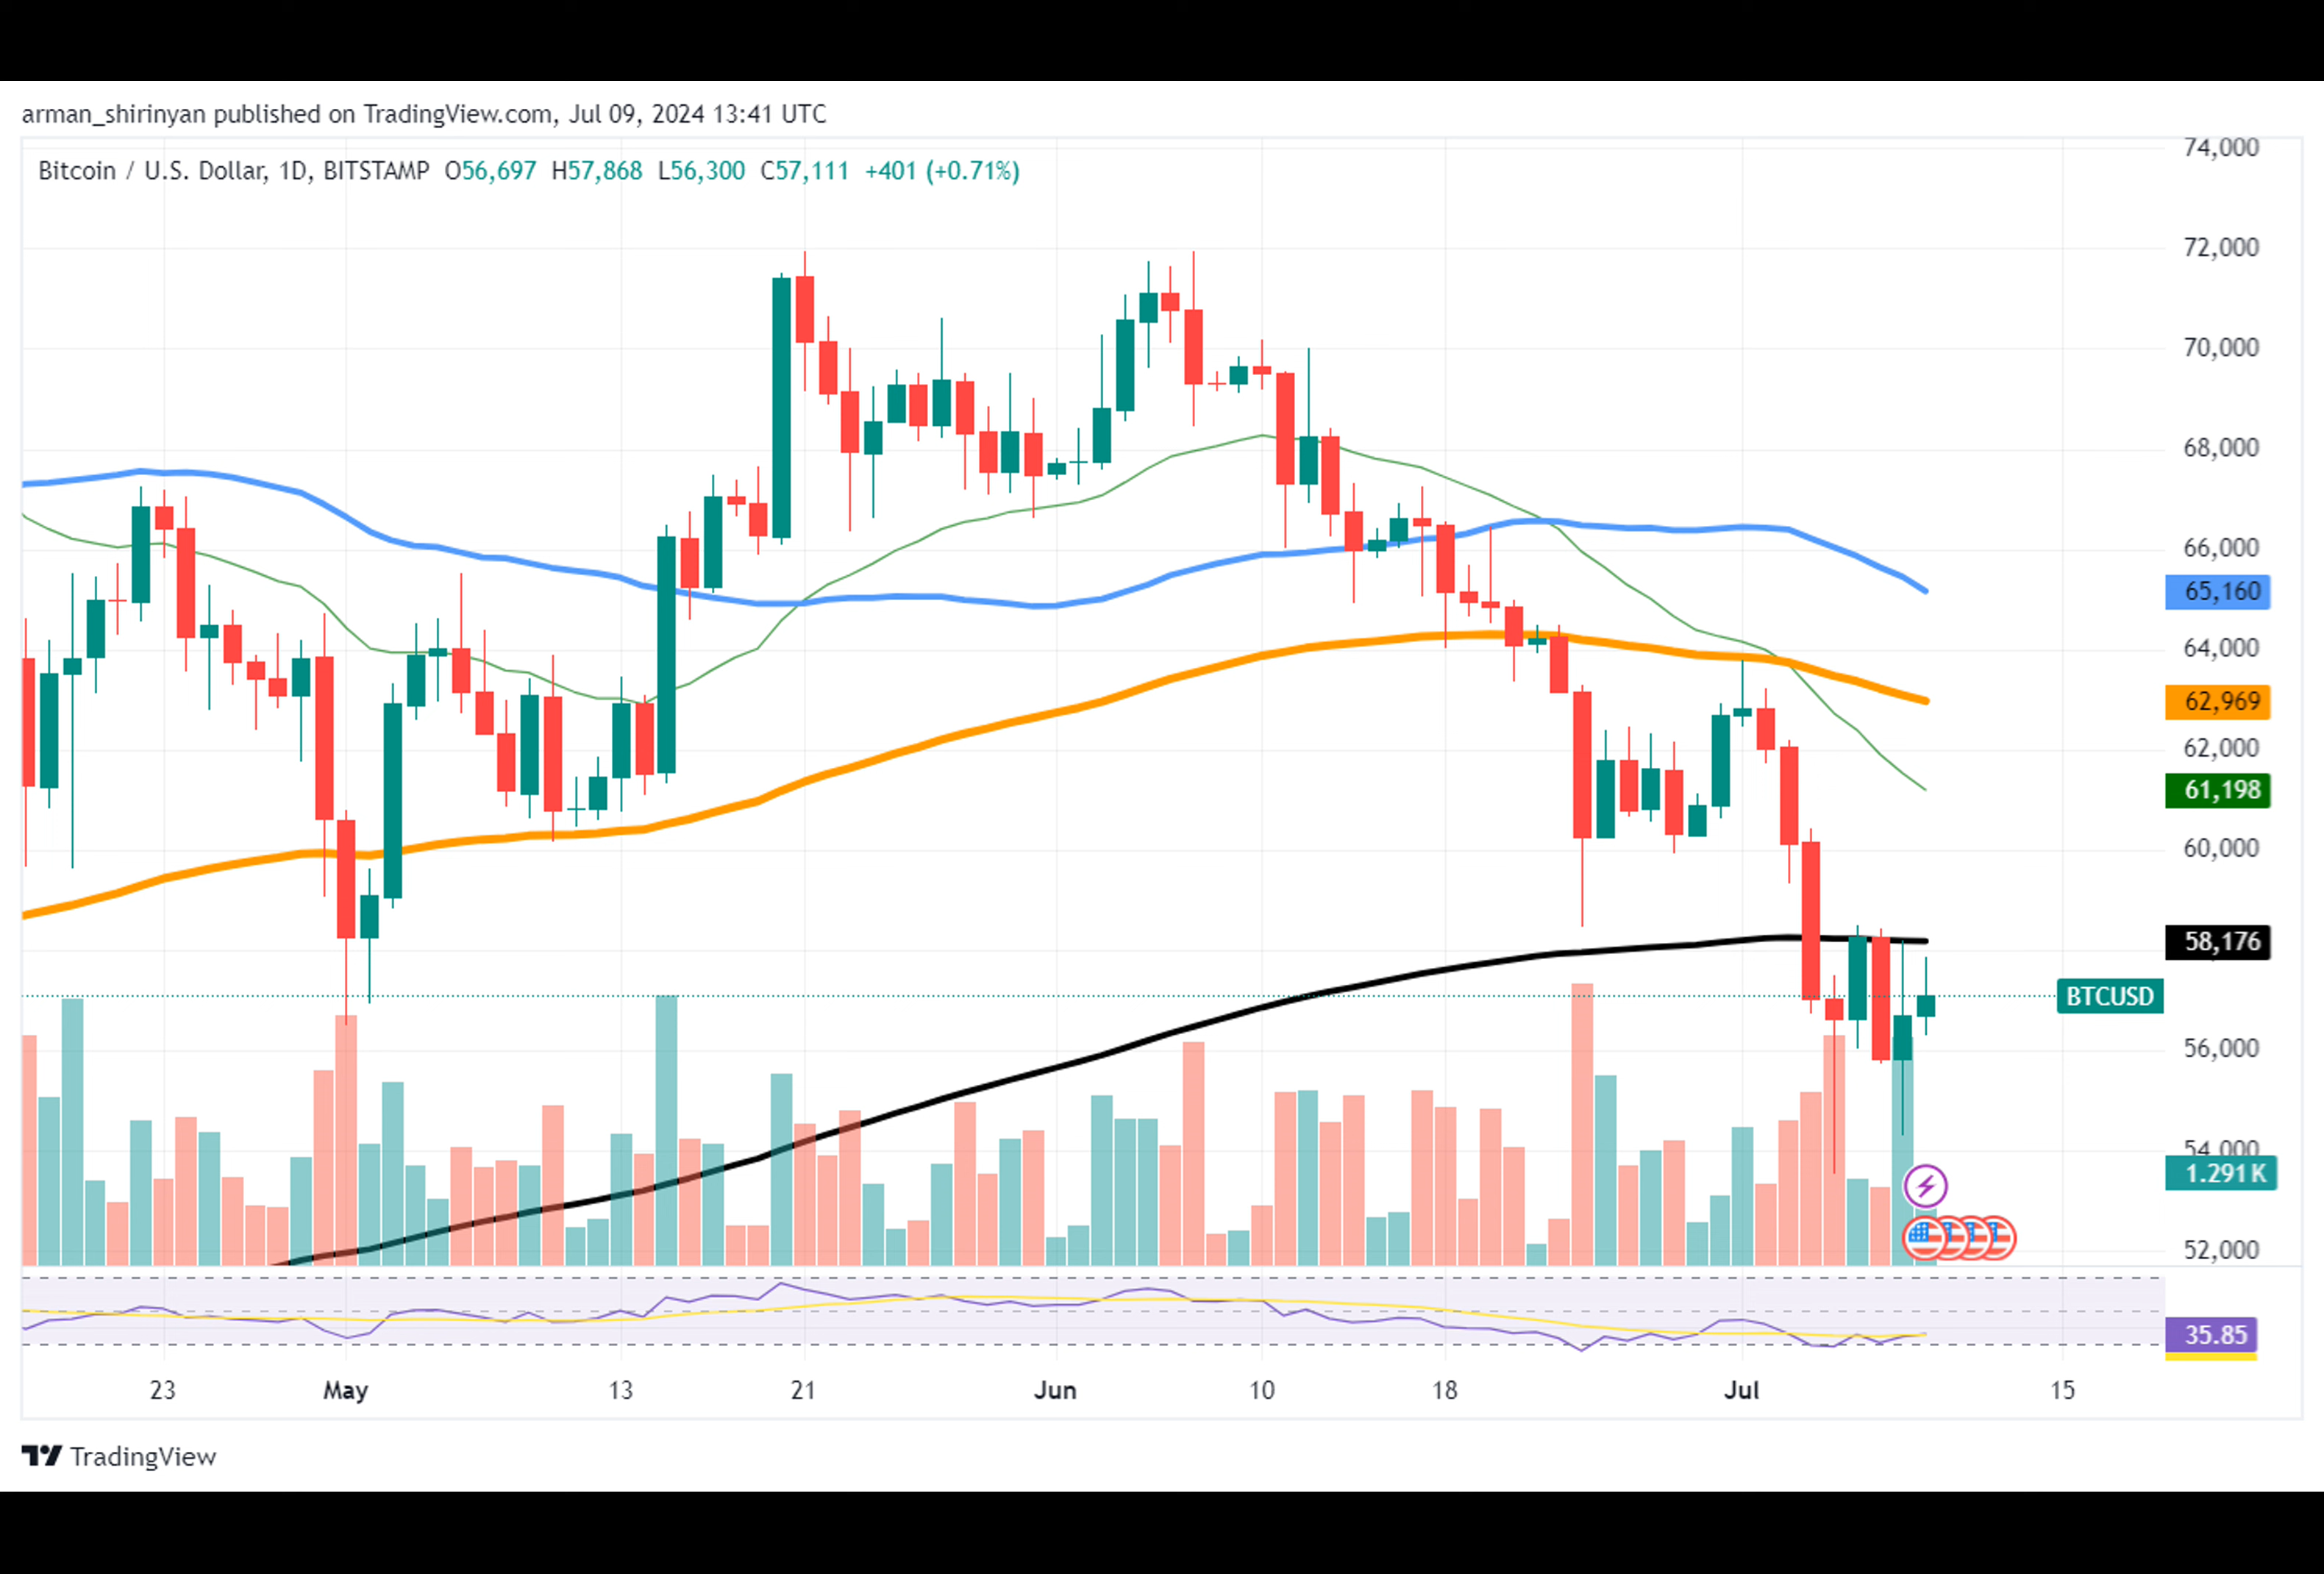 arman_shirinyan published on TradingView.com, Jul 09, 2024 13:41 UTC
Bitcoin / U.S. Dollar, 1D, BITSTAMP O56,697 H57,868 L56,300 C57,111 +401 (+0.71%)
74,000
72,000
70,000
68,000
66,000
65,160
64,000
62,969
62,000
61,198
60,000
58,176
BTCUSD
56,000
54,000
1.291K
52,000
35.85
23 May 13 21 Jun 10 18 Jul 15
TradingView